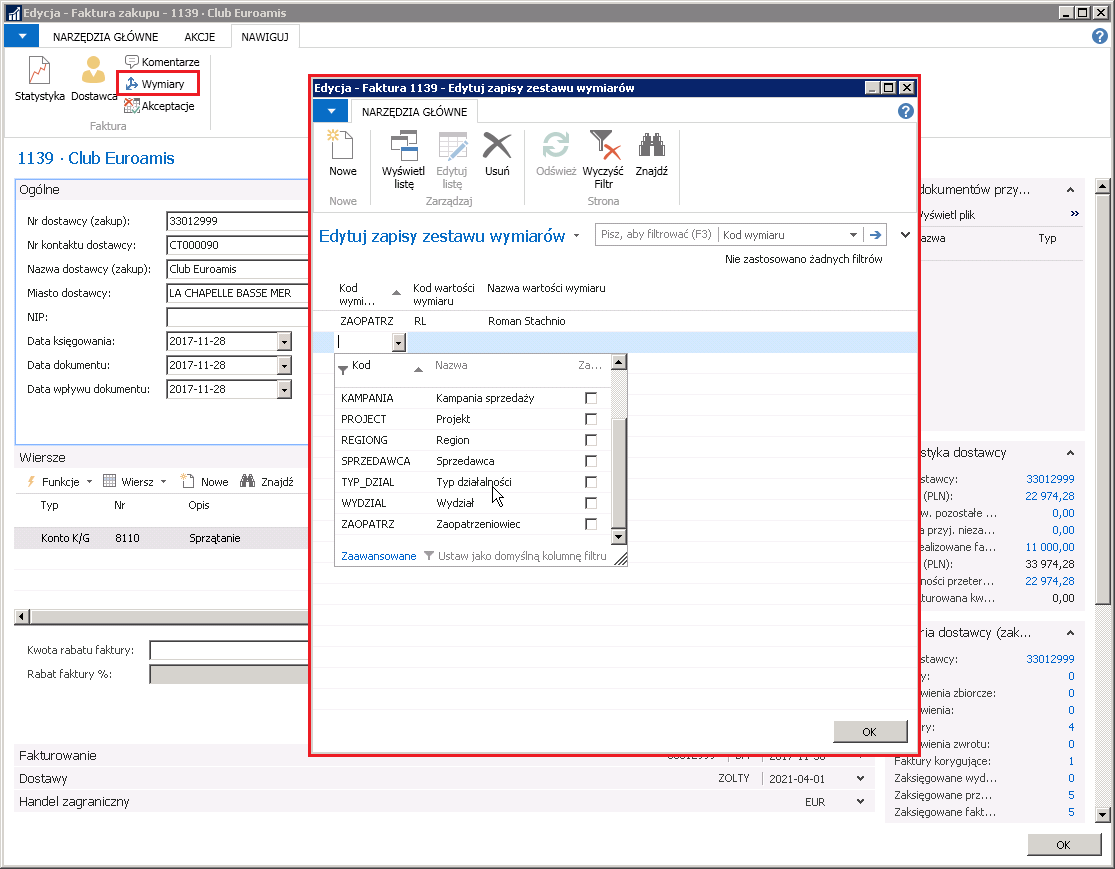 Edycja - Faktura zakupu - 1139 - Club Euroamis
NARZĘDZIA GŁÓWNE
AKCJE
NAWIGUJ
Statystyka
Dostawca
Komentarze
Wymiary
Akceptacje
Faktura
1139 · Club Euroamis
Ogólne
Nr dostawcy (zakup):
33012999
Nr kontaktu dostawcy:
CT000090
Nazwa dostawcy (zakup):
Club Euroamis
Miasto dostawcy:
LA CHAPELLE BASSE MER
NIP:
Data księgowania:
2017-11-28
Data dokumentu:
2017-11-28
Data wpływu dokumentu:
2017-11-28
Wiersze
Funkcje
Wiersz
Nowe
Znajdź
Typ
Nr
Opis
Konto K/G
8110
Sprzątanie
Kwota rabatu faktury:
Rabat faktury %:
Fakturowanie
Dostawy
ZOLTY
2021-04-01
Handel zagraniczny
EUR
Edycja - Faktura 1139 - Edytuj zapisy zestawu wymiarów
NARZĘDZIA GŁÓWNE
Nowe
Wyświetl listę
Edytuj listę
Usuń
Odśwież
Wyczyść Filtr
Znajdź
Nowe
Zarządzaj
Strona
Edytuj zapisy zestawu wymiarów
Pisz, aby filtrować (F3)
Kod wymiaru
Nie zastosowano żadnych filtrów
Kod wymi...
Kod wartości wymiaru
Nazwa wartości wymiaru
ZAOPATRZ
RL
Roman Stachnio
Kod
Nazwa
Za...
KAMPANIA
Kampania sprzedaży
PROJECT
Projekt
REGIONG
Region
SPRZEDAWCA
Sprzedawca
TYP_DZIAL
Typ działalności
WYDZIAL
Wydział
ZAOPATRZ
Zaopatrzeniowiec
Zaawansowane
Ustaw jako domyślną kolumnę filtru
OK
dokumentów przy...
yświetl plik
azwa
Typ
styka dostawcy
stawcy:
33012999
(PLN):
22 974,28
w. pozostałe ...
0,00
a przyj. nieza...
0,00
ealizowane fa...
11 000,00
(PLN):
33 974,28
ności przeter...
22 974,28
kturowana kw...
0,00
ria dostawcy (zak...
stawcy:
33012999
y:
0
wienia zbiorcze:
0
wienia:
0
ry:
4
wienia zwrotu:
0
Faktury korygujące:
1
Zaksięgowane wyd...
0
Zaksięgowane prz...
5
Zaksięgowane fakt...
5
OK